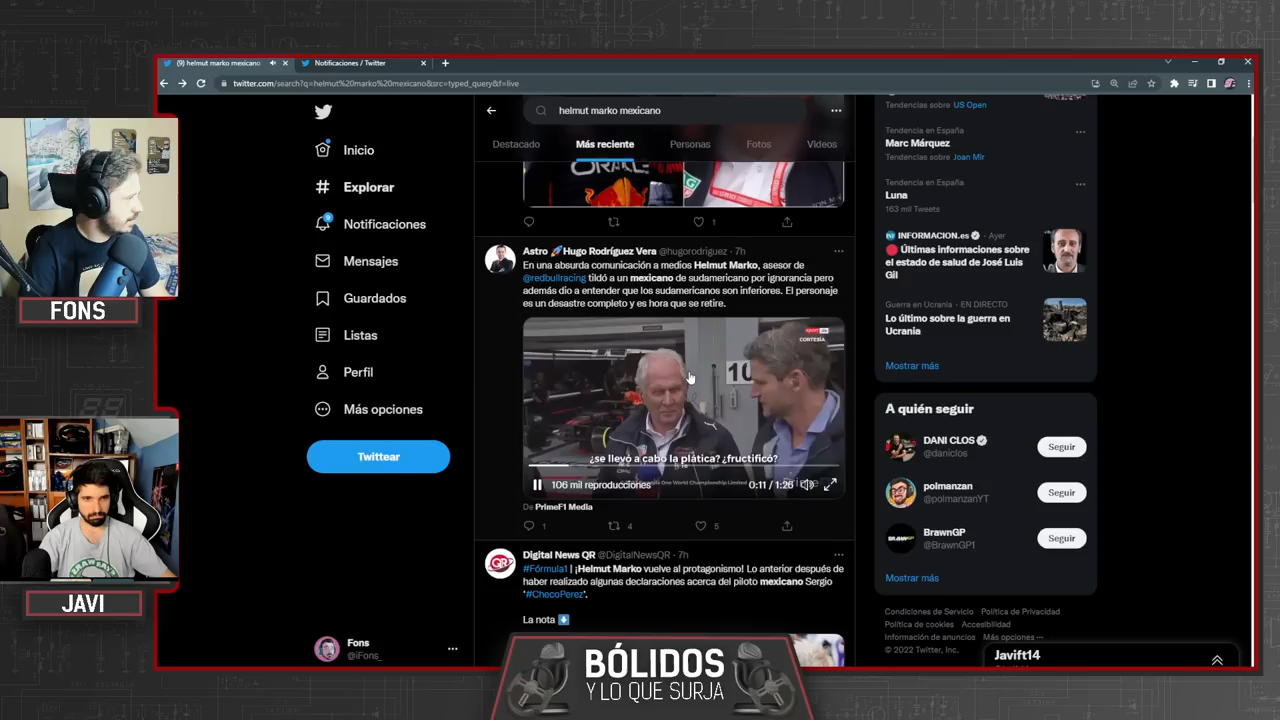 (9) helmut marko mexicano
Notificaciones / Twitter
twitter.com/search?q=helmut%20marko%20mexicano&src=typed_query&f=live
FONS
JAVI
Inicio
Explorar
Notificaciones
9
Mensajes
Guardados
Listas
Perfil
Más opciones
Twittear
Fons
@iFons_
helmut marko mexicano
Destacado
Más reciente
Personas
Fotos
Videos
ORACLE
1
Astro 🚀Hugo Rodríguez Vera @hugorodriguez · 7h
En una absurda comunicación a medios Helmut Marko, asesor de
@redbullracing tildó a un mexicano de sudamericano por ignorancia pero
además dio a entender que los sudamericanos son inferiores. El personaje
es un desastre completo y es hora que se retire.
CORTESÍA
10
¿se llevó a cabo la plática? ¿fructificó?
106 mil reproducciones
0:11 / 1:26
De PrimeF1 Media
1
4
5
Digital News QR @DigitalNewsQR · 7h
#Fórmula1 | ¡Helmut Marko vuelve al protagonismo! Lo anterior después de
haber realizado algunas declaraciones acerca del piloto mexicano Sergio
'#ChecoPerez'.
La nota ⬇
Tendencias sobre US Open
Tendencia en España
Marc Márquez
Tendencias sobre Joan Mir
Tendencia en España
Luna
163 mil Tweets
INFORMACION.es · Ayer
🔴 Últimas informaciones sobre
el estado de salud de José Luis
Gil
Guerra en Ucrania · EN DIRECTO
Lo último sobre la guerra en
Ucrania
Mostrar más
A quién seguir
DANI CLOS
@daniclos
Seguir
polmanzan
@polmanzanYT
Seguir
BrawnGP
@BrawnGP1
Seguir
Mostrar más
Condiciones de Servicio Política de Privacidad
Política de cookies Accesibilidad
Información de anuncios Más opciones ···
© 2022 Twitter, Inc.
Javift14
BÓLIDOS
Y LO QUE SURJA